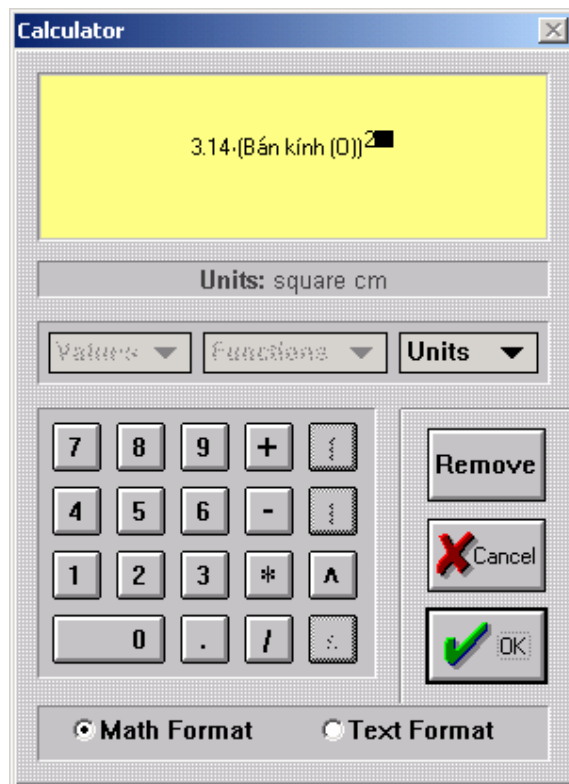 Calculator
3.14·(Bán kính (O))²
Units: square cm
Values Functions Units
7 8 9 +
Remove
4 5 6 -
Cancel
1 2 3 * ^
0 . /
OK
Math Format Text Format